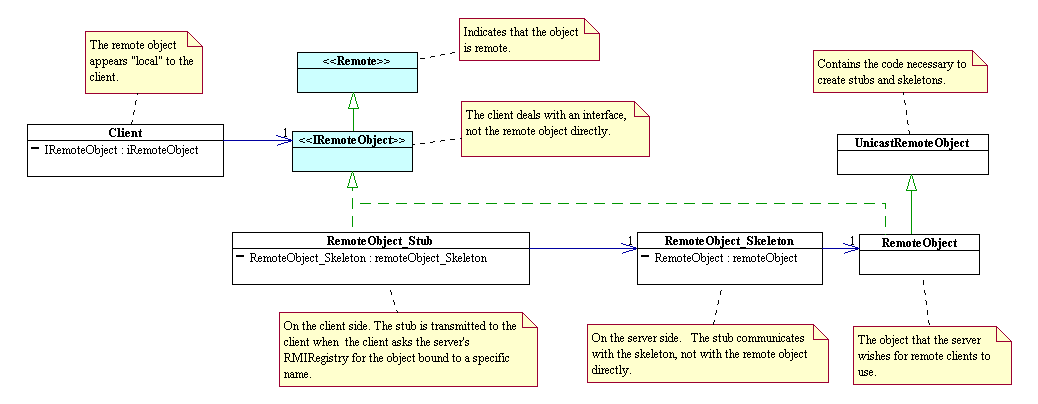 Indicates that the object
is remote.
The remote object
appears "local" to the
client.
<<Remote>>
Contains the code necessary to
create stubs and skeletons.
The client deals with an interface,
not the remote object directly.
Client
IRemoteObject : iRemoteObject
1
<<IRemoteObject>>
UnicastRemoteObject
RemoteObject_Stub
RemoteObject_Skeleton : remoteObject_Skeleton
1
RemoteObject_Skeleton
RemoteObject : remoteObject
1
RemoteObject
On the client side. The stub is transmitted to the
client when the client asks the server's
RMIRegistry for the object bound to a specific
name.
On the server side. The stub communicates
with the skeleton, not with the remote object
directly.
The object that the server
wishes for remote clients to
use.